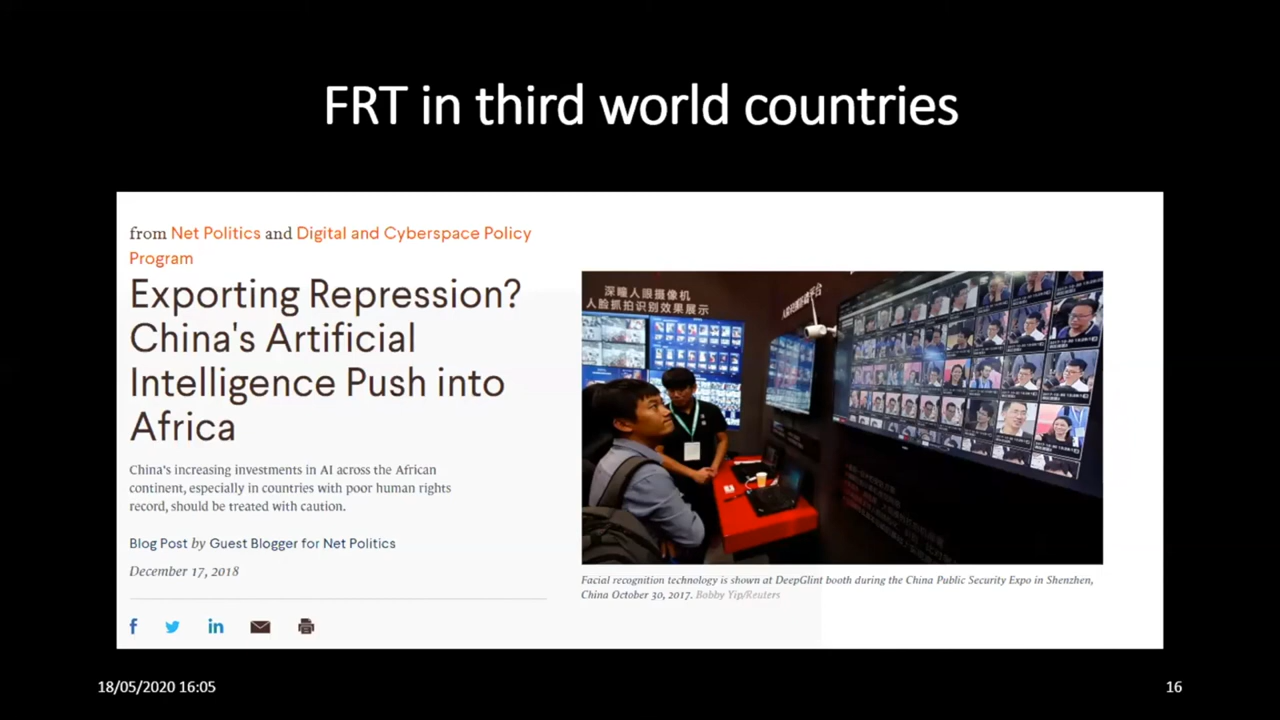 FRT in third world countries
from Net Politics and Digital and Cyberspace Policy
Program
Exporting Repression?
China's Artificial
Intelligence Push into
Africa
China's increasing investments in AI across the African
continent, especially in countries with poor human rights
record, should be treated with caution.
Blog Post by Guest Blogger for Net Politics
December 17, 2018
深瞳人眼摄像机
人脸抓拍识别效果展示
Facial recognition technology is shown at DeepGlint booth during the China Public Security Expo in Shenzhen,
China October 30, 2017. Bobby Yip/Reuters
18/05/2020 16:05
16